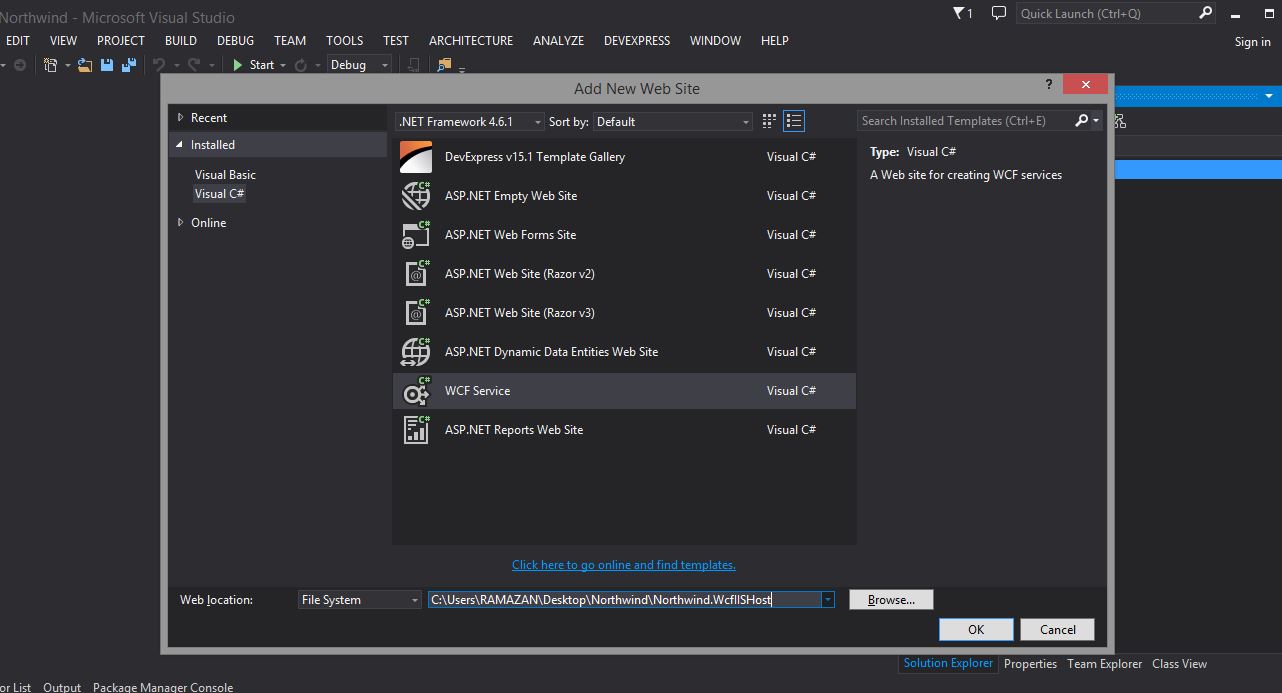 Northwind - Microsoft Visual Studio
1
Quick Launch (Ctrl+Q)
EDIT VIEW PROJECT BUILD DEBUG TEAM TOOLS TEST ARCHITECTURE ANALYZE DEVEXPRESS WINDOW HELP
Sign in
Start Debug
Add New Web Site
?
Recent
Installed
Visual Basic
Visual C#
Online
.NET Framework 4.6.1 Sort by: Default
Search Installed Templates (Ctrl+E)
DevExpress v15.1 Template Gallery Visual C#
ASP.NET Empty Web Site Visual C#
ASP.NET Web Forms Site Visual C#
ASP.NET Web Site (Razor v2) Visual C#
ASP.NET Web Site (Razor v3) Visual C#
ASP.NET Dynamic Data Entities Web Site Visual C#
WCF Service Visual C#
ASP.NET Reports Web Site Visual C#
Type: Visual C#
A Web site for creating WCF services
Click here to go online and find templates.
Web location: File System C:\Users\RAMAZAN\Desktop\Northwind\Northwind.WcfIISHost Browse...
OK Cancel
Solution Explorer Properties Team Explorer Class View
or List Output Package Manager Console